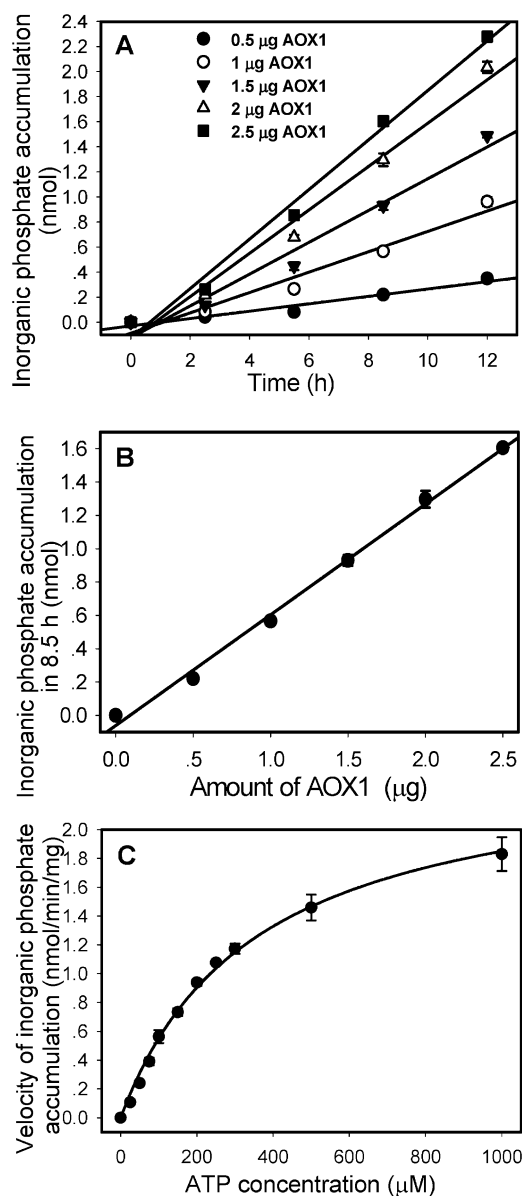 A
0.5 µg AOX1
1 µg AOX1
1.5 µg AOX1
2 µg AOX1
2.5 µg AOX1
Inorganic phosphate accumulation
(nmol)
2.4
2.2
2.0
1.8
1.6
1.4
1.2
1.0
.8
.6
.4
.2
0.0
0 2 4 6 8 10 12
Time (h)
B
Inorganic phosphate accumulation
in 8.5 h (nmol)
1.6
1.4
1.2
1.0
.8
.6
.4
.2
0.0
0.0 .5 1.0 1.5 2.0 2.5
Amount of AOX1 (µg)
C
Velocity of inorganic phosphate
accumulation (nmol/min/mg)
2.0
1.8
1.6
1.4
1.2
1.0
.8
.6
.4
.2
0.0
0 200 400 600 800 1000
ATP concentration (µM)